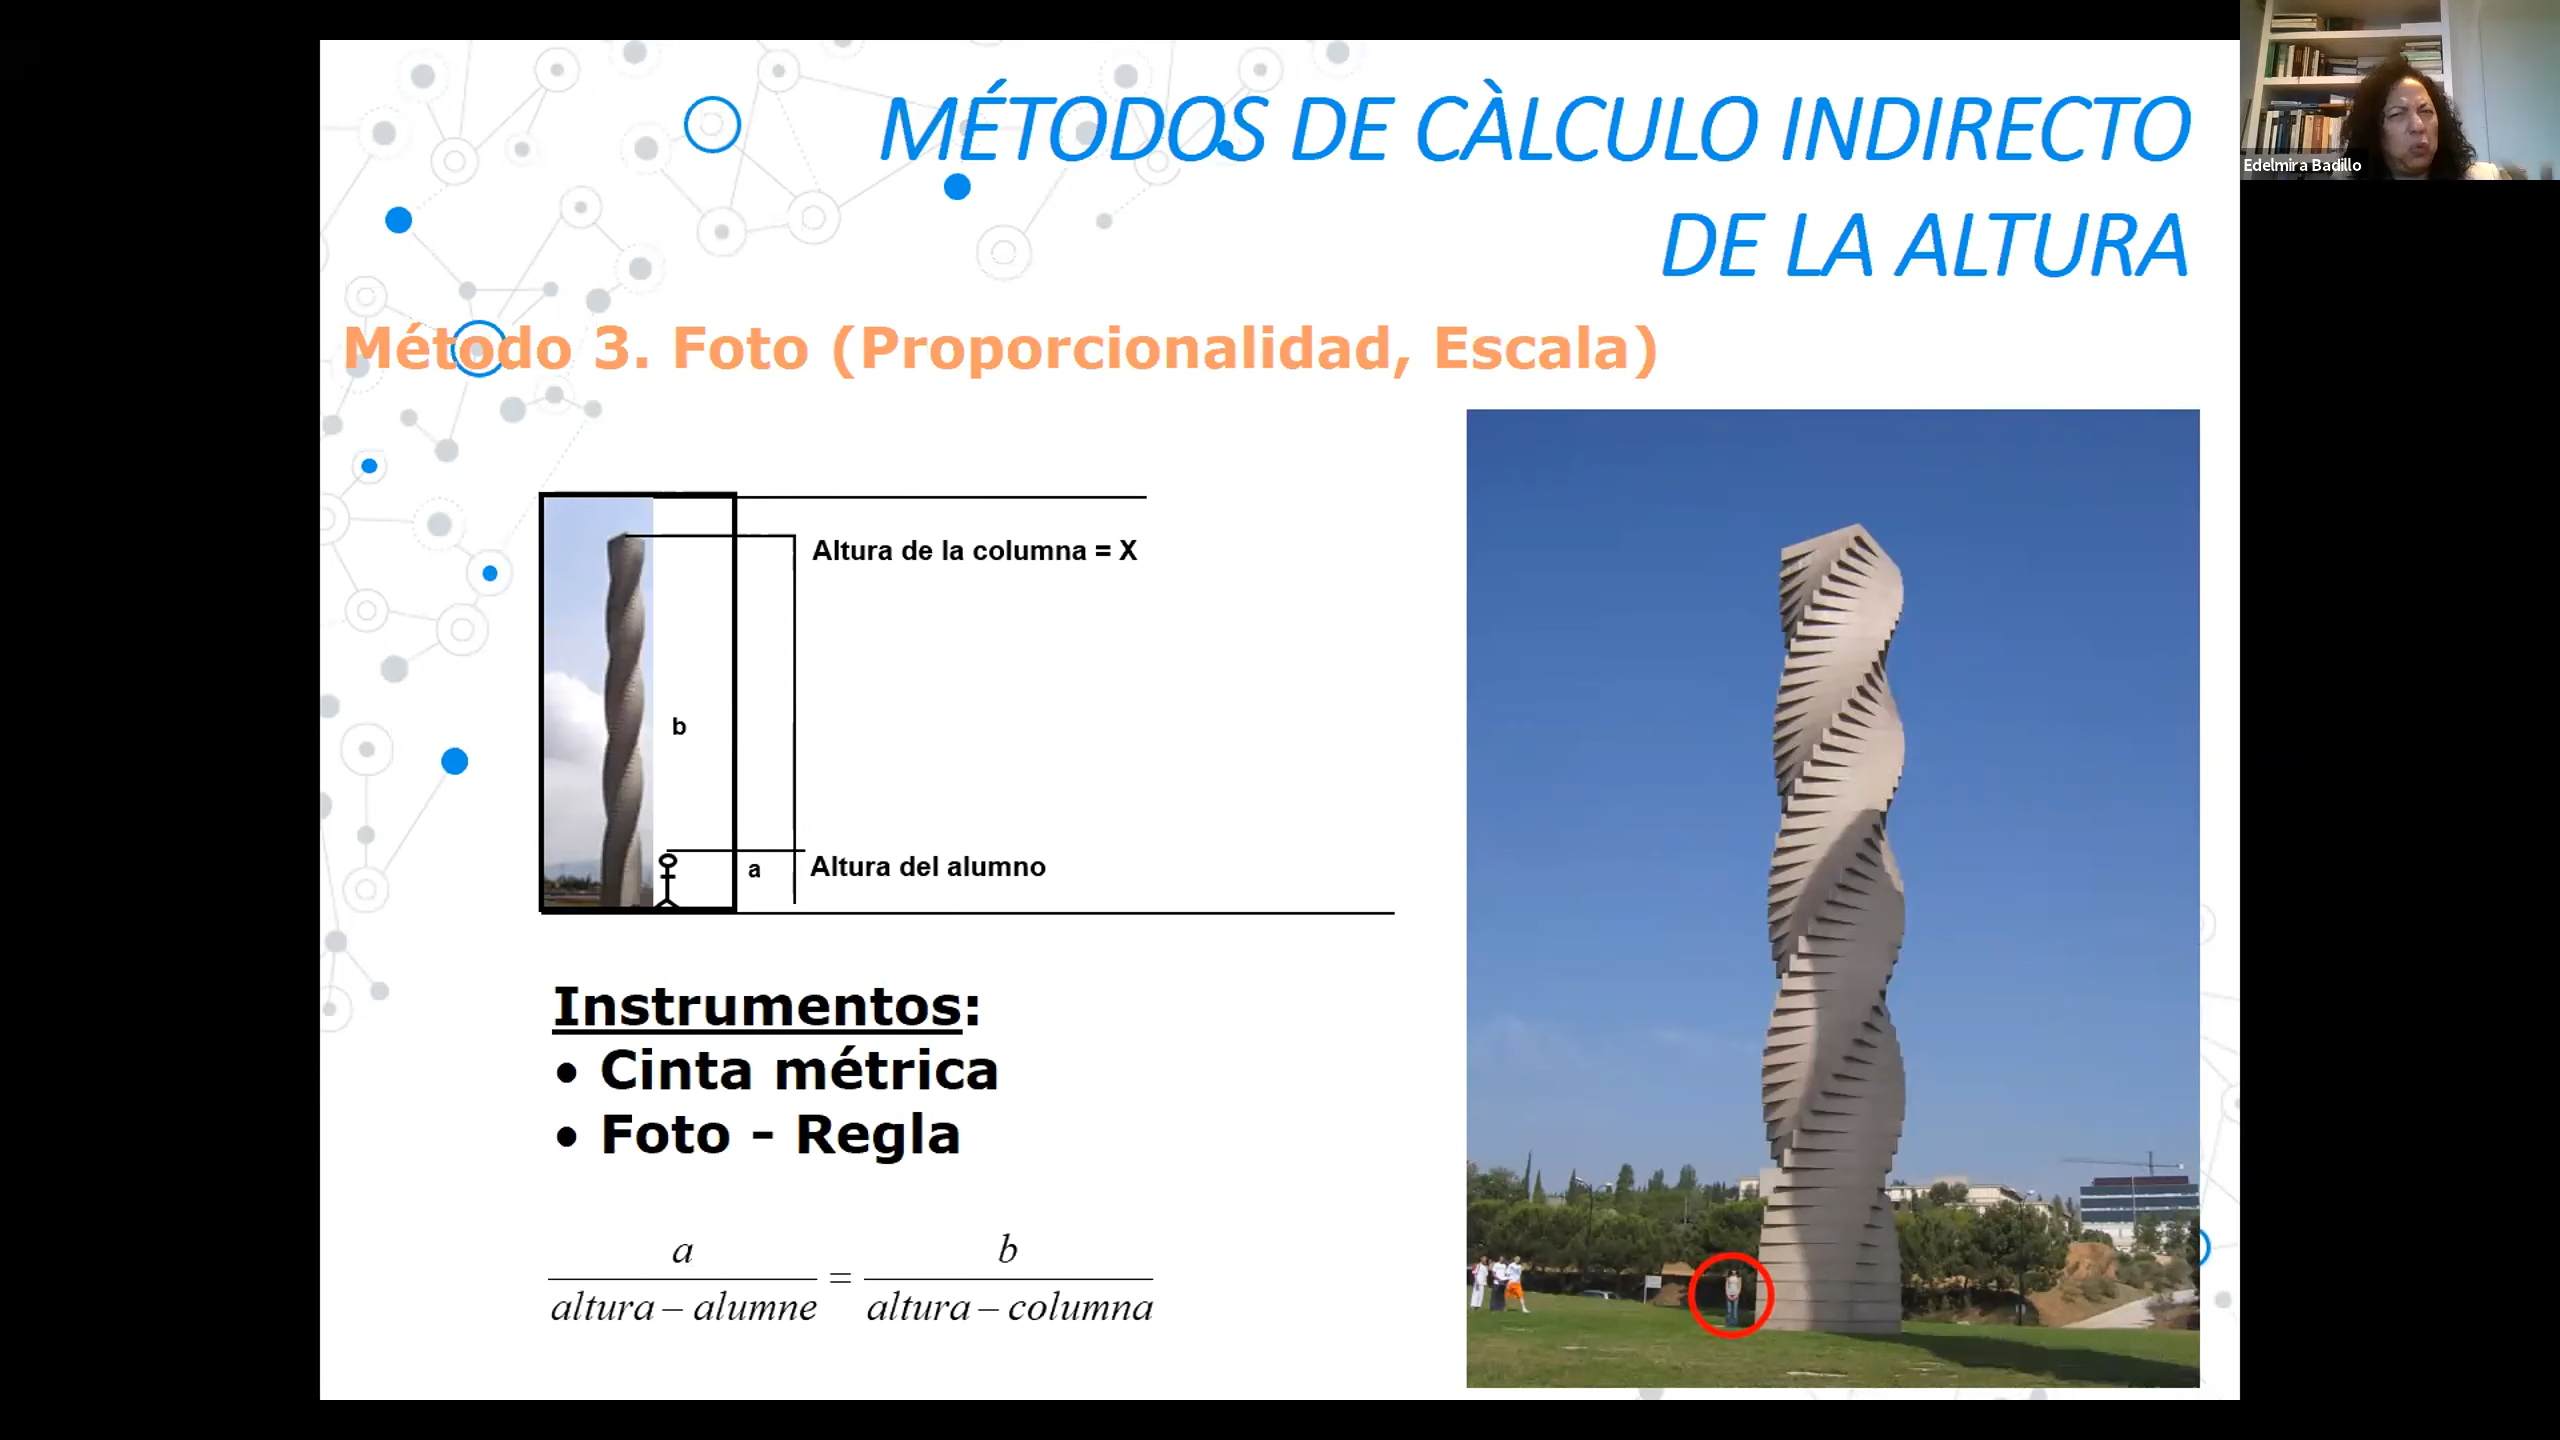 MÉTODOS DE CÀLCULO INDIRECTO
DE LA ALTURA
Edelmira Badillo
Método 3. Foto (Proporcionalidad, Escala)
Altura de la columna = X
b
a
Altura del alumno
Instrumentos:
• Cinta métrica
• Foto - Regla
a / altura – alumne = b / altura – columna